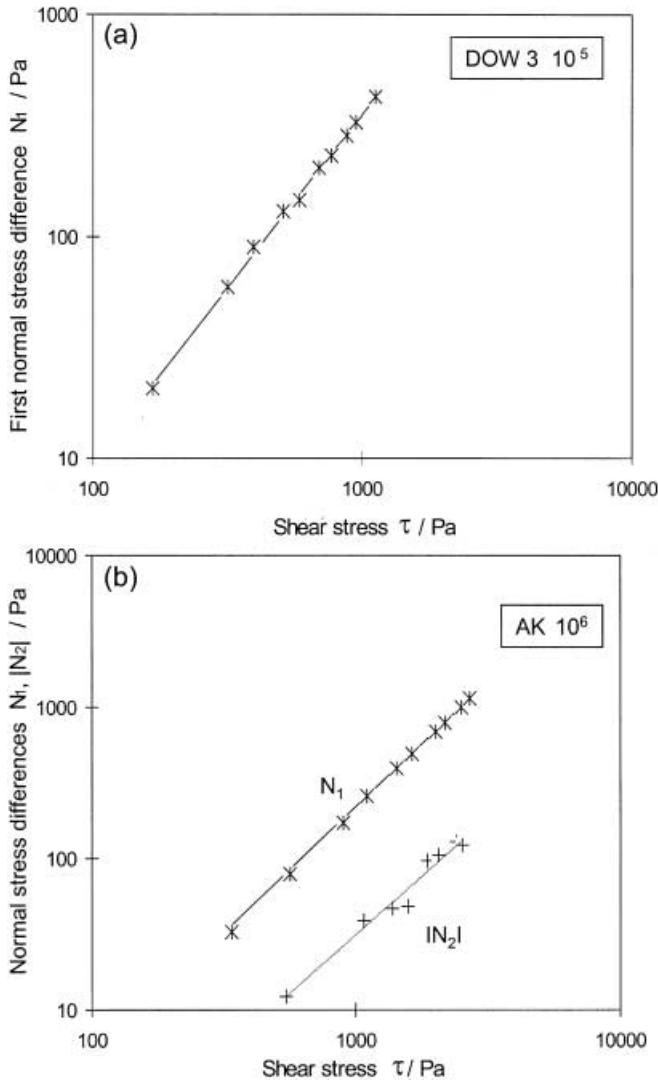 (a)
DOW 3 10⁵
First normal stress difference N₁ / Pa
1000
100
10
100
1000
10000
Shear stress τ / Pa
(b)
AK 10⁶
Normal stress differences N₁, |N₂| / Pa
10000
1000
100
10
N₁
|N₂|
100
1000
10000
Shear stress τ / Pa